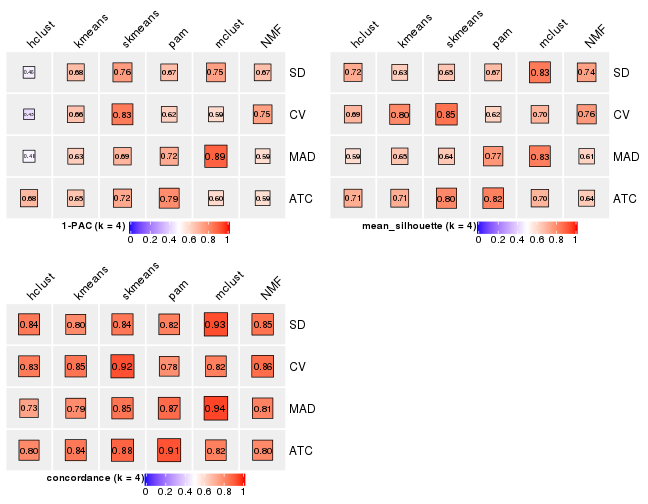 hclust kmeans skmeans pam mclust NMF
0.68 0.76 0.67 0.75 0.67 SD
0.66 0.83 0.62 0.59 0.75 CV
0.63 0.69 0.72 0.89 0.59 MAD
0.68 0.65 0.72 0.79 0.60 0.59 ATC
1-PAC (k = 4)
0 0.2 0.4 0.6 0.8 1
hclust kmeans skmeans pam mclust NMF
0.72 0.63 0.65 0.67 0.83 0.74 SD
0.69 0.80 0.85 0.62 0.70 0.76 CV
0.59 0.65 0.64 0.77 0.83 0.61 MAD
0.71 0.71 0.80 0.82 0.70 0.64 ATC
mean_silhouette (k = 4)
0 0.2 0.4 0.6 0.8 1
hclust kmeans skmeans pam mclust NMF
0.84 0.80 0.84 0.82 0.93 0.85 SD
0.83 0.85 0.92 0.78 0.82 0.86 CV
0.73 0.79 0.85 0.87 0.94 0.81 MAD
0.80 0.84 0.88 0.91 0.82 0.80 ATC
concordance (k = 4)
0 0.2 0.4 0.6 0.8 1